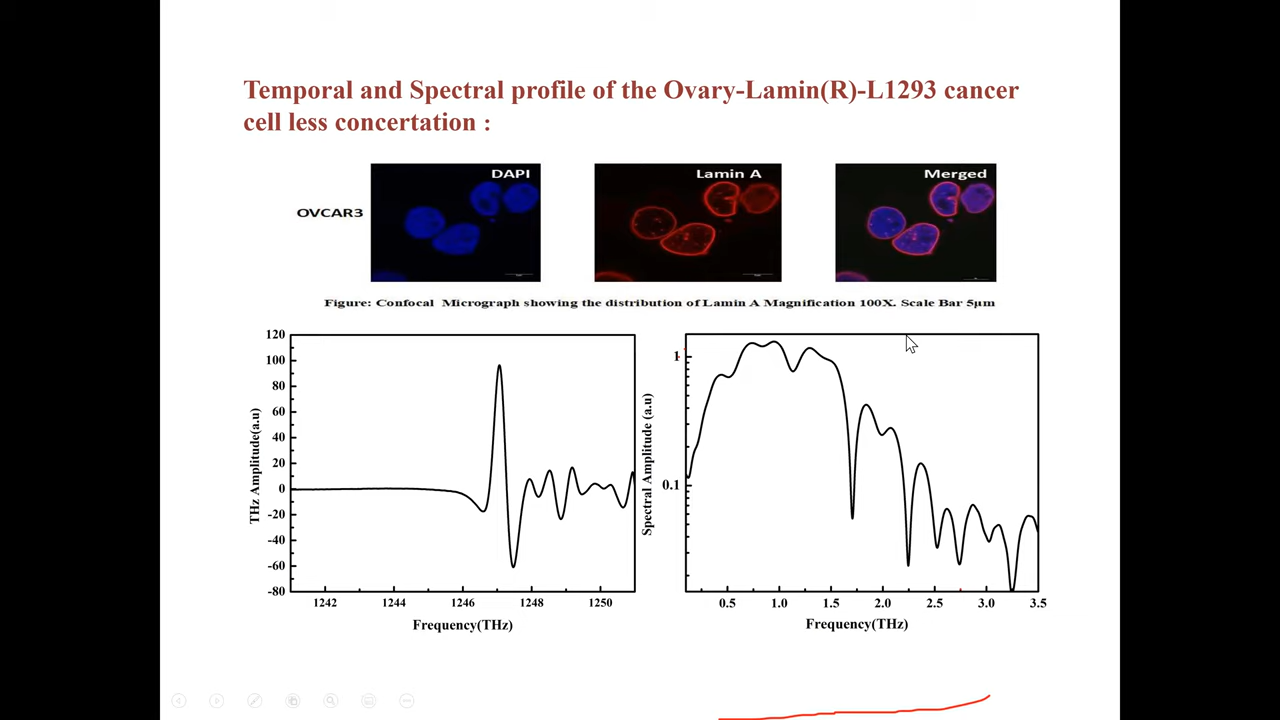 Temporal and Spectral profile of the Ovary-Lamin(R)-L1293 cancer
cell less concertation :
DAPI
Lamin A
Merged
OVCAR3
Figure: Confocal Micrograph showing the distribution of Lamin A Magnification 100X. Scale Bar 5µm
120
100
80
60
40
20
0
-20
-40
-60
-80
THz Amplitude(a.u)
1242 1244 1246 1248 1250
Frequency(THz)
1
0.1
Spectral Amplitude (a.u)
0.5 1.0 1.5 2.0 2.5 3.0 3.5
Frequency(THz)